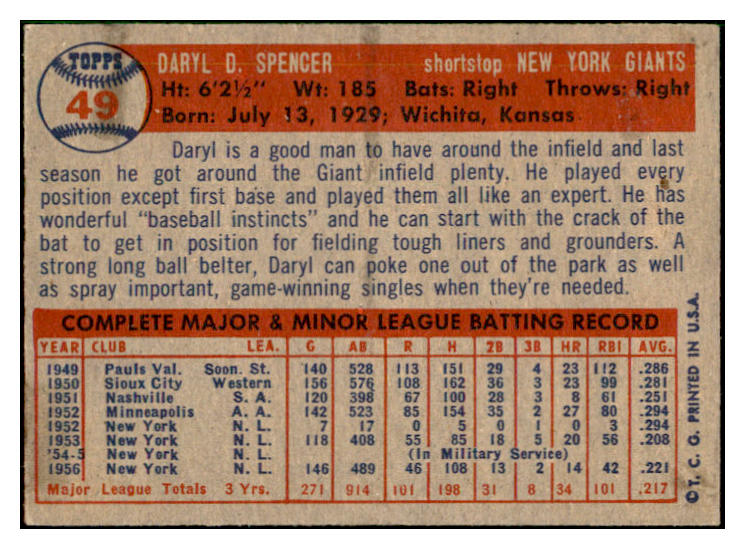 TOPPS
49
DARYL D. SPENCER shortstop NEW YORK GIANTS
Ht: 6'2½" Wt: 185 Bats: Right Throws: Right
Born: July 13, 1929; Wichita, Kansas
Daryl is a good man to have around the infield and last
season he got around the Giant infield plenty. He played every
position except first base and played them all like an expert. He has
wonderful "baseball instincts" and he can start with the crack of the
bat to get in position for fielding tough liners and grounders. A
strong long ball belter, Daryl can poke one out of the park as well
as spray important, game-winning singles when they're needed.
COMPLETE MAJOR & MINOR LEAGUE BATTING RECORD
YEAR CLUB LEA. G AB R H 2B 3B HR RBI AVG.
1949 Pauls Val. Soon. St. 140 528 113 151 29 4 23 112 .286
1950 Sioux City Western 156 576 108 162 36 3 23 99 .281
1951 Nashville S. A. 120 398 67 100 28 3 8 61 .251
1952 Minneapolis A. A. 142 523 85 154 35 2 27 80 .294
1952 New York N. L. 7 17 0 5 0 1 0 3 .294
1953 New York N. L. 118 408 55 85 18 5 20 56 .208
'54-5 New York N. L. (In Military Service)
1956 New York N. L. 146 489 46 108 13 2 14 42 .221
Major League Totals 3 Yrs. 271 914 101 198 31 8 34 101 .217
© T. C. G. PRINTED IN U.S.A.